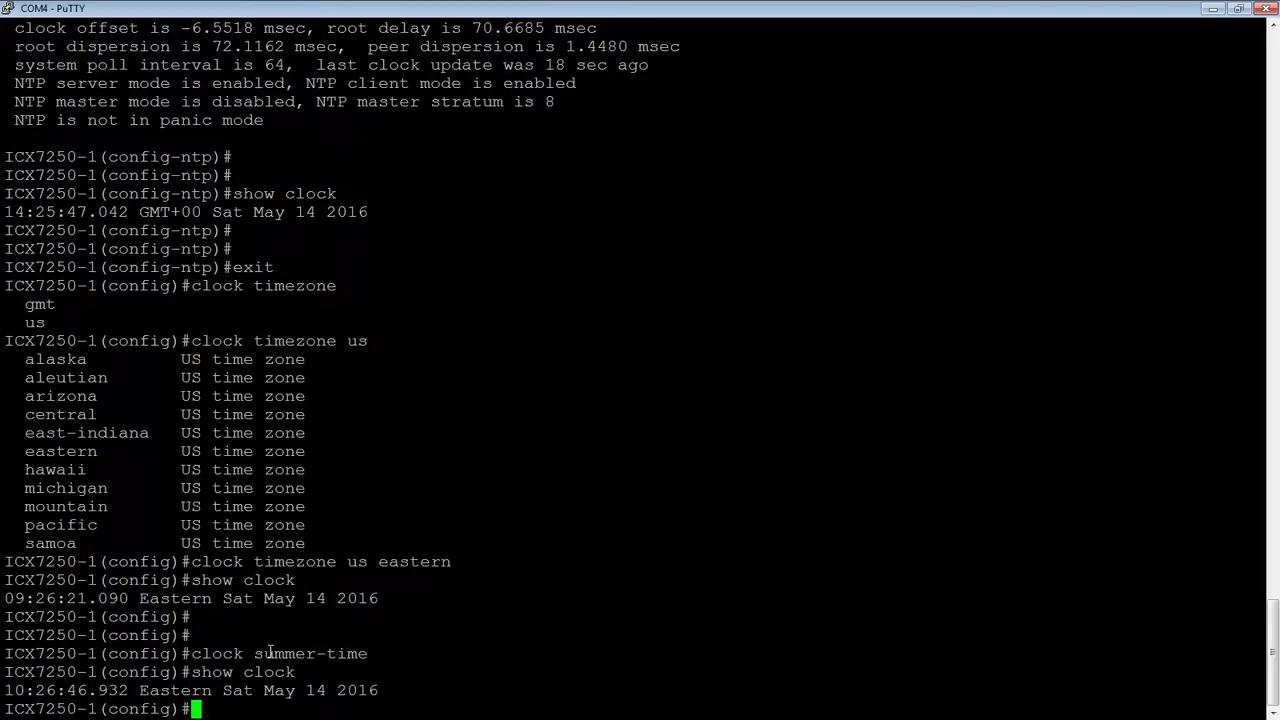 COM4 - PuTTY
clock offset is -6.5518 msec, root delay is 70.6685 msec
root dispersion is 72.1162 msec,  peer dispersion is 1.4480 msec
system poll interval is 64,  last clock update was 18 sec ago
NTP server mode is enabled, NTP client mode is enabled
NTP master mode is disabled, NTP master stratum is 8
NTP is not in panic mode
ICX7250-1(config-ntp)#
ICX7250-1(config-ntp)#
ICX7250-1(config-ntp)#show clock
14:25:47.042 GMT+00 Sat May 14 2016
ICX7250-1(config-ntp)#
ICX7250-1(config-ntp)#
ICX7250-1(config-ntp)#exit
ICX7250-1(config)#clock timezone
gmt
us
ICX7250-1(config)#clock timezone us
alaska US time zone
aleutian US time zone
arizona US time zone
central US time zone
east-indiana US time zone
eastern US time zone
hawaii US time zone
michigan US time zone
mountain US time zone
pacific US time zone
samoa US time zone
ICX7250-1(config)#clock timezone us eastern
ICX7250-1(config)#show clock
09:26:21.090 Eastern Sat May 14 2016
ICX7250-1(config)#
ICX7250-1(config)#
ICX7250-1(config)#clock summer-time
ICX7250-1(config)#show clock
10:26:46.932 Eastern Sat May 14 2016
ICX7250-1(config)#